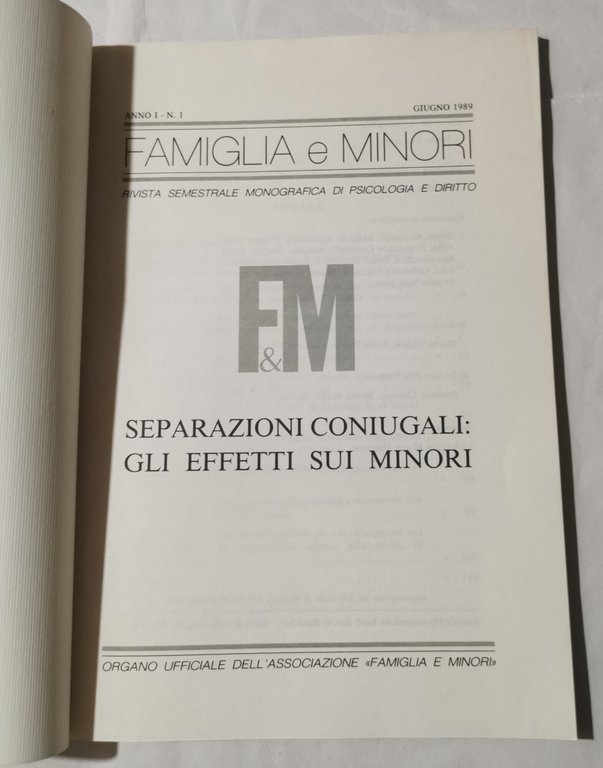 ANNO I - N. 1
GIUGNO 1989
FAMIGLIA e MINORI
RIVISTA SEMESTRALE MONOGRAFICA DI PSICOLOGIA E DIRITTO
F&M
SEPARAZIONI CONIUGALI:
GLI EFFETTI SUI MINORI
ORGANO UFFICIALE DELL'ASSOCIAZIONE «FAMIGLIA E MINORI»